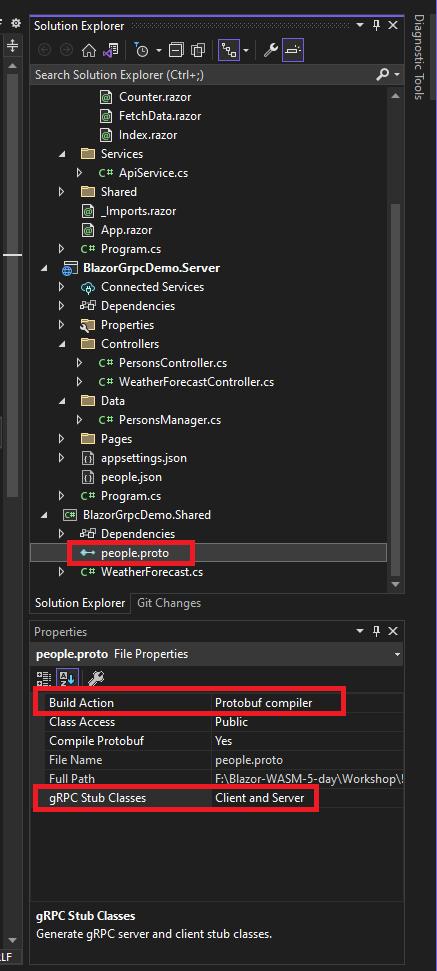 Solution Explorer
Search Solution Explorer (Ctrl+;)
Counter.razor
FetchData.razor
Index.razor
Services
C# ApiService.cs
Shared
_Imports.razor
App.razor
C# Program.cs
BlazorGrpcDemo.Server
Connected Services
Dependencies
Properties
Controllers
C# PersonsController.cs
C# WeatherForecastController.cs
Data
C# PersonsManager.cs
Pages
appsettings.json
people.json
C# Program.cs
C# BlazorGrpcDemo.Shared
Dependencies
people.proto
C# WeatherForecast.cs
Solution Explorer Git Changes
Properties
people.proto File Properties
Build Action Protobuf compiler
Class Access Public
Compile Protobuf Yes
File Name people.proto
Full Path F:\Blazor-WASM-5-day\Workshop\
gRPC Stub Classes Client and Server
gRPC Stub Classes
Generate gRPC server and client stub classes.
Diagnostic Tools
LF